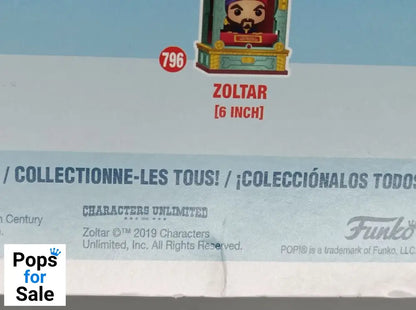 796
ZOLTAR
[6 INCH]
/ COLLECTIONNE-LES TOUS! / ¡COLECCIÓNALOS TODOS
Century
CHARACTERS UNLIMITED
Zoltar ©™ 2019 Characters
Unlimited, Inc. All Rights Reserved.
Funko
POP!® is a trademark of Funko, LLC.
Pops
for
Sale